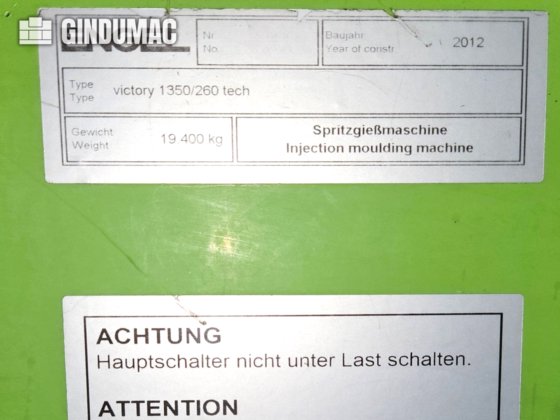 GINDUMAC
ENGEL
Nr.
No.
Baujahr
Year of constr.
2012
Type
Type
victory 1350/260 tech
Gewicht
Weight
19.400 kg
Spritzgießmaschine
Injection moulding machine
ACHTUNG
Hauptschalter nicht unter Last schalten.
ATTENTION